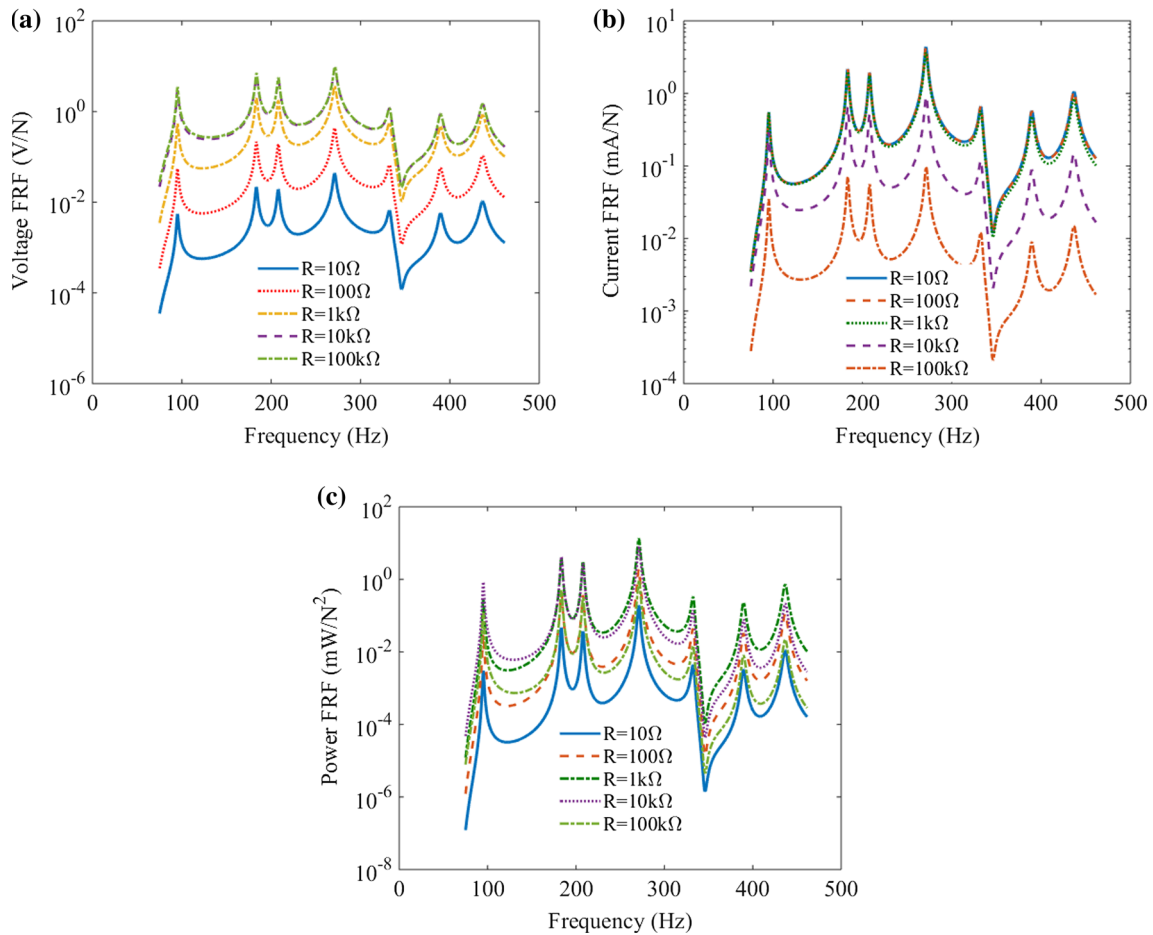 (a)
10^2
10^0
10^-2
10^-4
10^-6
Voltage FRF (V/N)
R=10Ω
R=100Ω
R=1kΩ
R=10kΩ
R=100kΩ
0 100 200 300 400 500
Frequency (Hz)
(b)
10^1
10^0
10^-1
10^-2
10^-3
10^-4
Current FRF (mA/N)
R=10Ω
R=100Ω
R=1kΩ
R=10kΩ
R=100kΩ
0 100 200 300 400 500
Frequency (Hz)
(c)
10^2
10^0
10^-2
10^-4
10^-6
10^-8
Power FRF (mW/N^2)
R=10Ω
R=100Ω
R=1kΩ
R=10kΩ
R=100kΩ
0 100 200 300 400 500
Frequency (Hz)